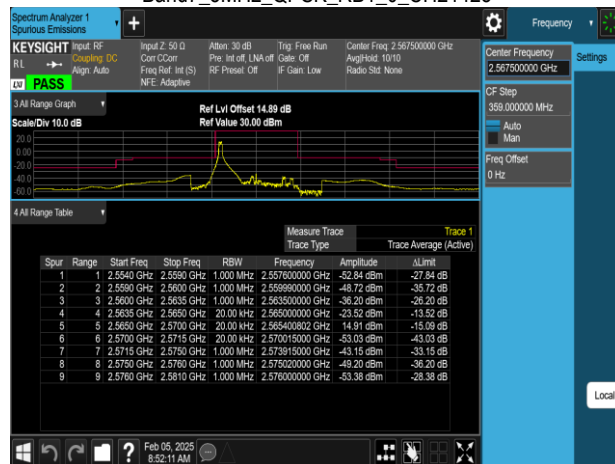 Spectrum Analyzer 1
Spurious Emissions
Frequency
KEYSIGHT
RL
LXI PASS
Input: RF
Coupling: DC
Align: Auto
Input Z: 50 Ω
Corr CCorr
Freq Ref: Int (S)
NFE: Adaptive
Atten: 30 dB
Pre: Int off, LNA off
RF Presel: Off
Trig: Free Run
Gate: Off
IF Gain: Low
Center Freq: 2.567500000 GHz
Avg|Hold: 10/10
Radio Std: None
Center Frequency
2.567500000 GHz
Settings
CF Step
359.000000 MHz
Auto
Man
Freq Offset
0 Hz
Local
3 All Range Graph
Scale/Div 10.0 dB
Ref Lvl Offset 14.89 dB
Ref Value 30.00 dBm
20.0
0.00
-20.0
-40.0
-60.0
4 All Range Table
Measure Trace Trace 1
Trace Type Trace Average (Active)
Spur Range Start Freq Stop Freq RBW Frequency Amplitude ΔLimit
1 1 2.5540 GHz 2.5590 GHz 1.000 MHz 2.557600000 GHz -52.84 dBm -27.84 dB
2 2 2.5590 GHz 2.5600 GHz 1.000 MHz 2.559990000 GHz -48.72 dBm -35.72 dB
3 3 2.5600 GHz 2.5635 GHz 1.000 MHz 2.563500000 GHz -36.20 dBm -26.20 dB
4 4 2.5635 GHz 2.5650 GHz 20.00 kHz 2.565000000 GHz -23.52 dBm -13.52 dB
5 5 2.5650 GHz 2.5700 GHz 20.00 kHz 2.565400802 GHz 14.91 dBm -15.09 dB
6 6 2.5700 GHz 2.5715 GHz 20.00 kHz 2.570015000 GHz -53.03 dBm -43.03 dB
7 7 2.5715 GHz 2.5750 GHz 1.000 MHz 2.573915000 GHz -43.15 dBm -33.15 dB
8 8 2.5750 GHz 2.5760 GHz 1.000 MHz 2.575020000 GHz -49.20 dBm -36.20 dB
9 9 2.5760 GHz 2.5810 GHz 1.000 MHz 2.576000000 GHz -53.38 dBm -28.38 dB
Feb 05, 2025
8:52:11 AM